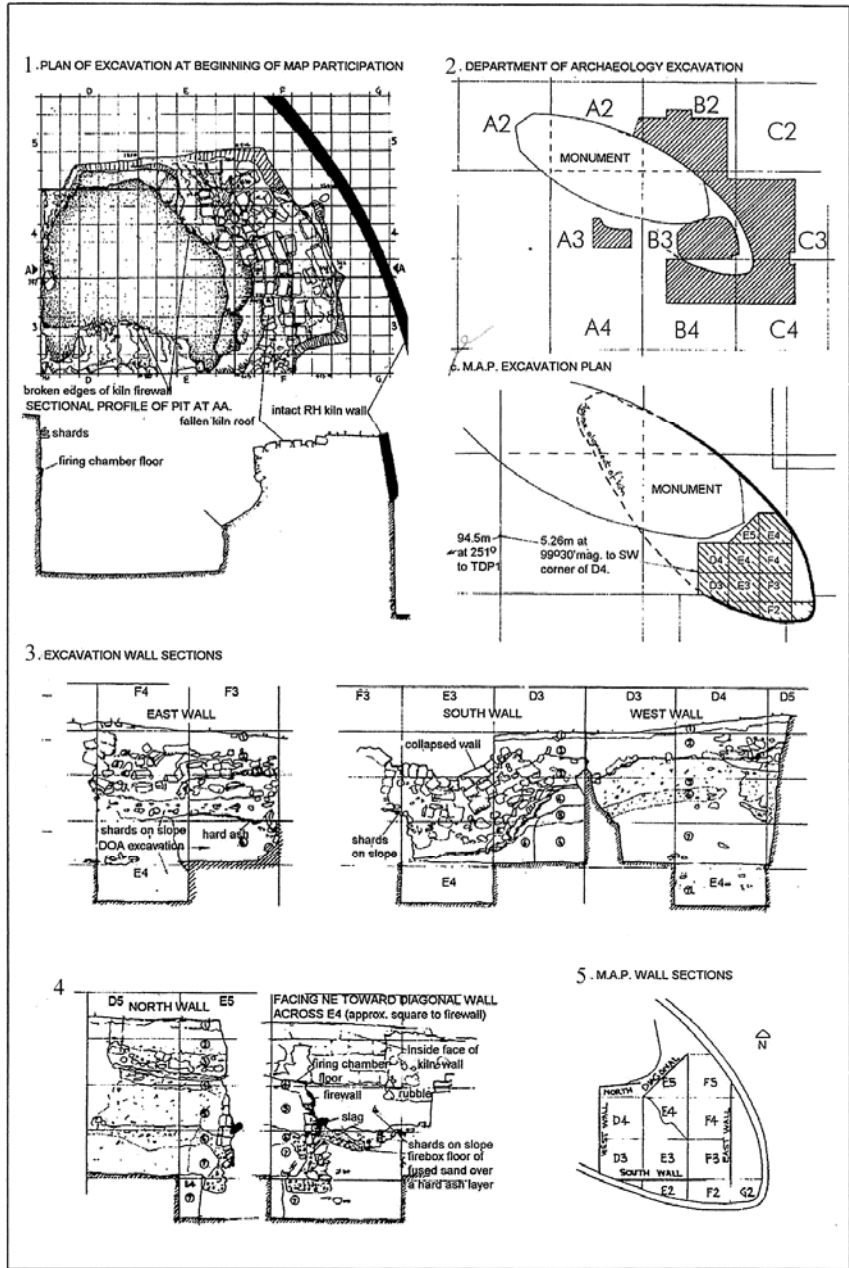 1. PLAN OF EXCAVATION AT BEGINNING OF MAP PARTICIPATION
D E F G
5 5
4 4
A A
3 3
D E F G
broken edges of kiln firewall
SECTIONAL PROFILE OF PIT AT AA.
fallen kiln roof
intact RH kiln wall
shards
firing chamber floor
2. DEPARTMENT OF ARCHAEOLOGY EXCAVATION
A2 A2 B2 C2
MONUMENT
A3 B3 C3
A4 B4 C4
c. M.A.P. EXCAVATION PLAN
MONUMENT
94.5m
at 251º
to TDP1
5.26m at
99º30'mag. to SW
corner of D4.
E5 E4
D4 E4 F4
D3 E3 F3
F2
3. EXCAVATION WALL SECTIONS
F4 F3
EAST WALL
shards on slope
DOA excavation
hard ash
E4
F3 E3 D3 D3 D4 D5
SOUTH WALL WEST WALL
collapsed wall
shards
on slope
E4
E4
4
D5 NORTH WALL E5
FACING NE TOWARD DIAGONAL WALL
ACROSS E4 (approx. square to firewall)
firing chamber
floor
Inside face of
kiln wall
firewall
rubble
slag
shards on slope
firebox floor of
fused sand over
a hard ash layer
E4
5. M.A.P. WALL SECTIONS
N
NORTH DIAGONAL
E5 F5
WEST WALL
D4 E4 F4
EAST WALL
D3 E3 F3
SOUTH WALL
E2 F2 G2